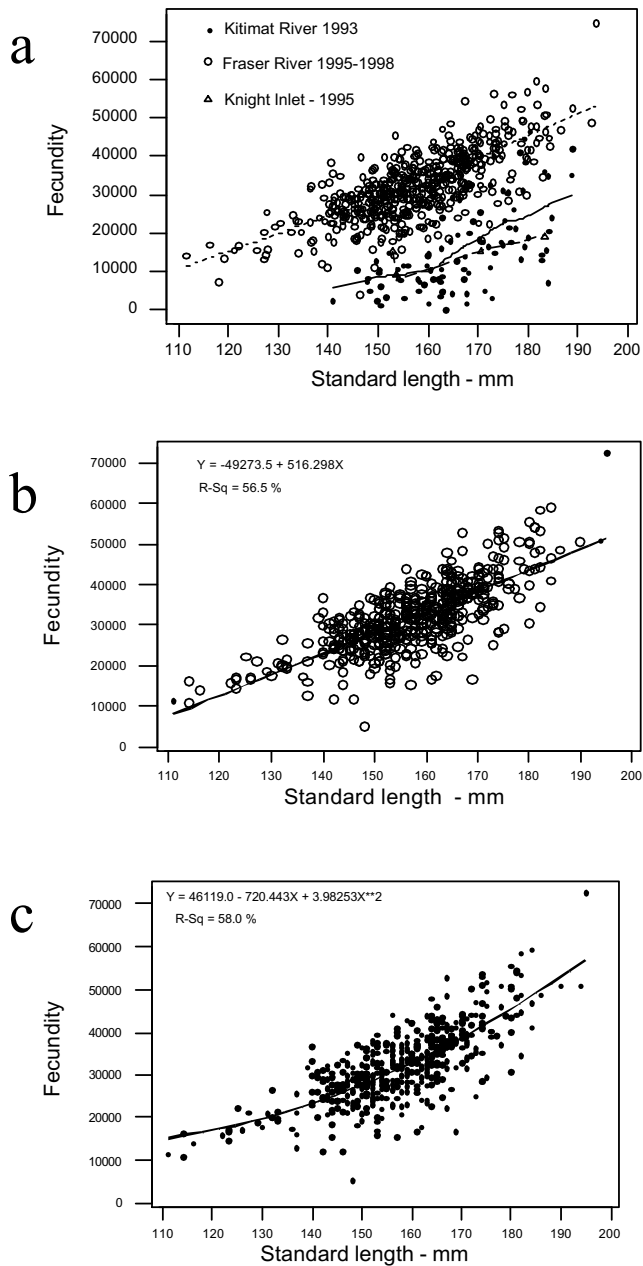 a
70000
60000
50000
40000
30000
20000
10000
0
Fecundity
Kitimat River 1993
Fraser River 1995-1998
Knight Inlet - 1995
110 120 130 140 150 160 170 180 190 200
Standard length - mm
b
70000
60000
50000
40000
30000
20000
10000
0
Fecundity
Y = -49273.5 + 516.298X
R-Sq = 56.5 %
110 120 130 140 150 160 170 180 190 200
Standard length - mm
c
70000
60000
50000
40000
30000
20000
10000
0
Fecundity
Y = 46119.0 - 720.443X + 3.98253X**2
R-Sq = 58.0 %
110 120 130 140 150 160 170 180 190 200
Standard length - mm